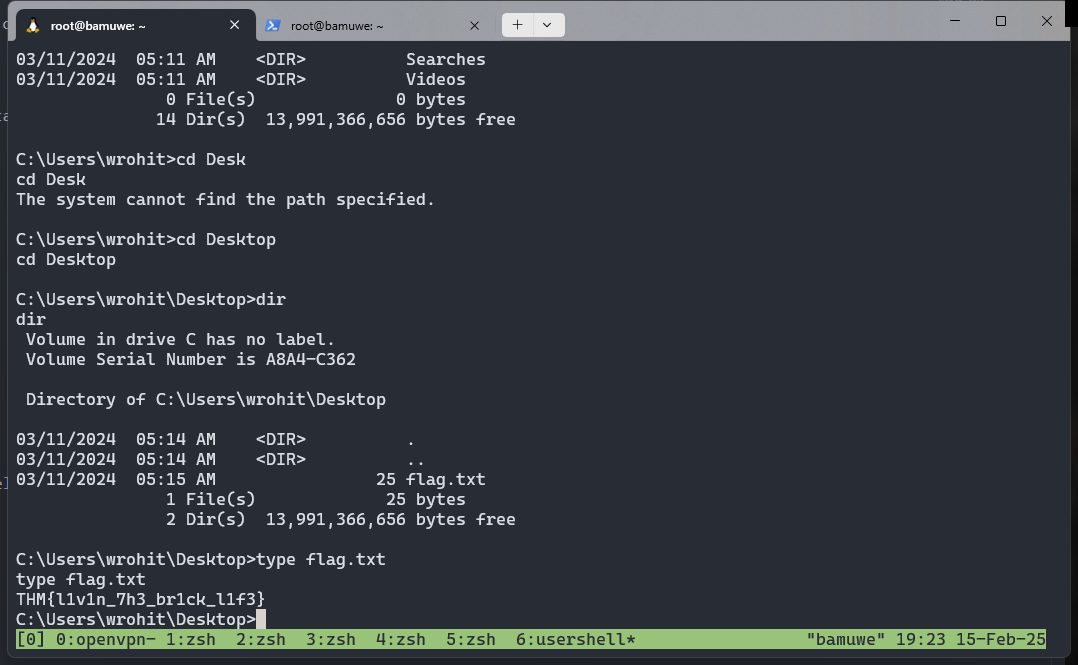 root@bamuwe: ~ root@bamuwe: ~
03/11/2024  05:11 AM    <DIR>          Searches
03/11/2024  05:11 AM    <DIR>          Videos
               0 File(s)              0 bytes
              14 Dir(s)  13,991,366,656 bytes free
C:\Users\wrohit>cd Desk
cd Desk
The system cannot find the path specified.
C:\Users\wrohit>cd Desktop
cd Desktop
C:\Users\wrohit\Desktop>dir
dir
 Volume in drive C has no label.
 Volume Serial Number is A8A4-C362
 Directory of C:\Users\wrohit\Desktop
03/11/2024  05:14 AM    <DIR>          .
03/11/2024  05:14 AM    <DIR>          ..
03/11/2024  05:15 AM                25 flag.txt
               1 File(s)             25 bytes
               2 Dir(s)  13,991,366,656 bytes free
C:\Users\wrohit\Desktop>type flag.txt
type flag.txt
THM{l1v1n_7h3_br1ck_l1f3}
C:\Users\wrohit\Desktop>
[0] 0:openvpn- 1:zsh  2:zsh  3:zsh  4:zsh  5:zsh  6:usershell* "bamuwe" 19:23 15-Feb-25